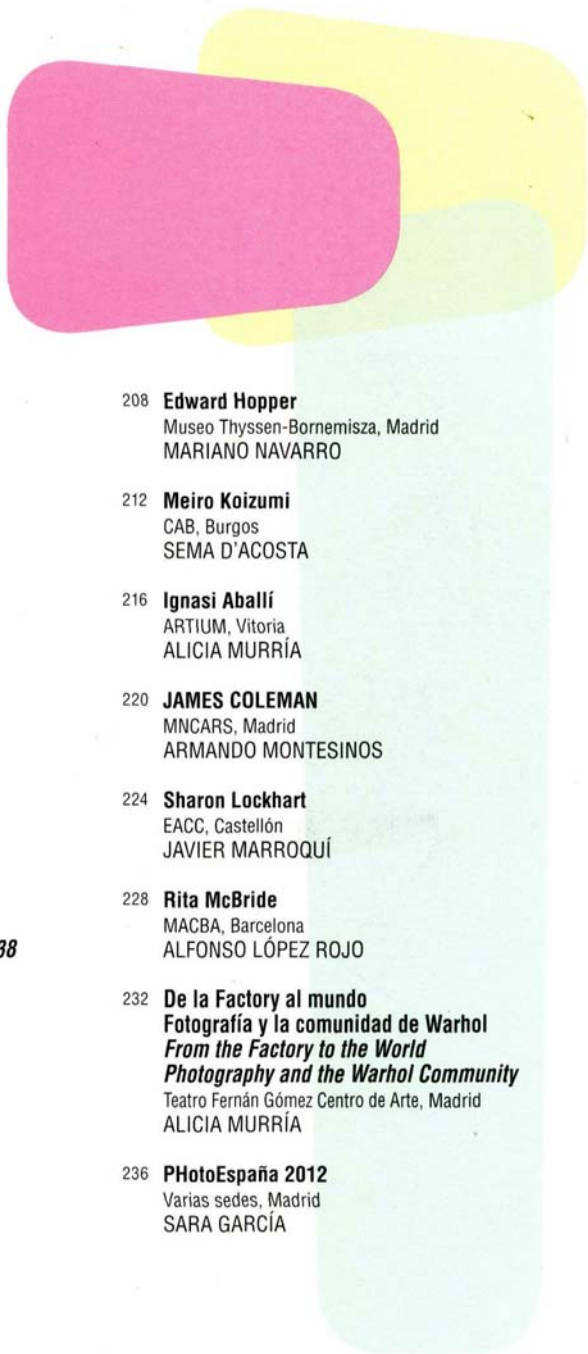 208 Edward Hopper
Museo Thyssen-Bornemisza, Madrid
MARIANO NAVARRO
212 Meiro Koizumi
CAB, Burgos
SEMA D'ACOSTA
216 Ignasi Aballí
ARTIUM, Vitoria
ALICIA MURRÍA
220 JAMES COLEMAN
MNCARS, Madrid
ARMANDO MONTESINOS
224 Sharon Lockhart
EACC, Castellón
JAVIER MARROQUÍ
228 Rita McBride
MACBA, Barcelona
38
ALFONSO LÓPEZ ROJO
232 De la Factory al mundo
Fotografía y la comunidad de Warhol
From the Factory to the World
Photography and the Warhol Community
Teatro Fernán Gómez Centro de Arte, Madrid
ALICIA MURRÍA
236 PHotoEspaña 2012
Varias sedes, Madrid
SARA GARCÍA